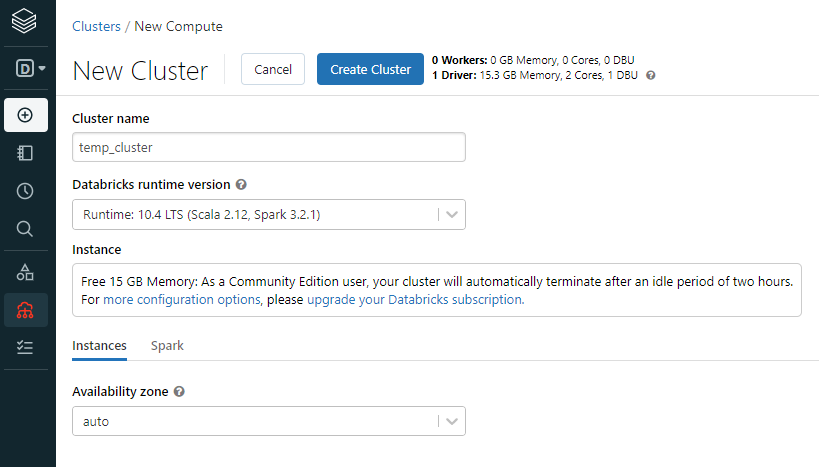 Clusters / New Compute
New Cluster
Cancel
Create Cluster
0 Workers: 0 GB Memory, 0 Cores, 0 DBU
1 Driver: 15.3 GB Memory, 2 Cores, 1 DBU ?
D
Cluster name
temp_cluster
Databricks runtime version ?
Runtime: 10.4 LTS (Scala 2.12, Spark 3.2.1)
Instance
Free 15 GB Memory: As a Community Edition user, your cluster will automatically terminate after an idle period of two hours.
For more configuration options, please upgrade your Databricks subscription.
Instances Spark
Availability zone ?
auto